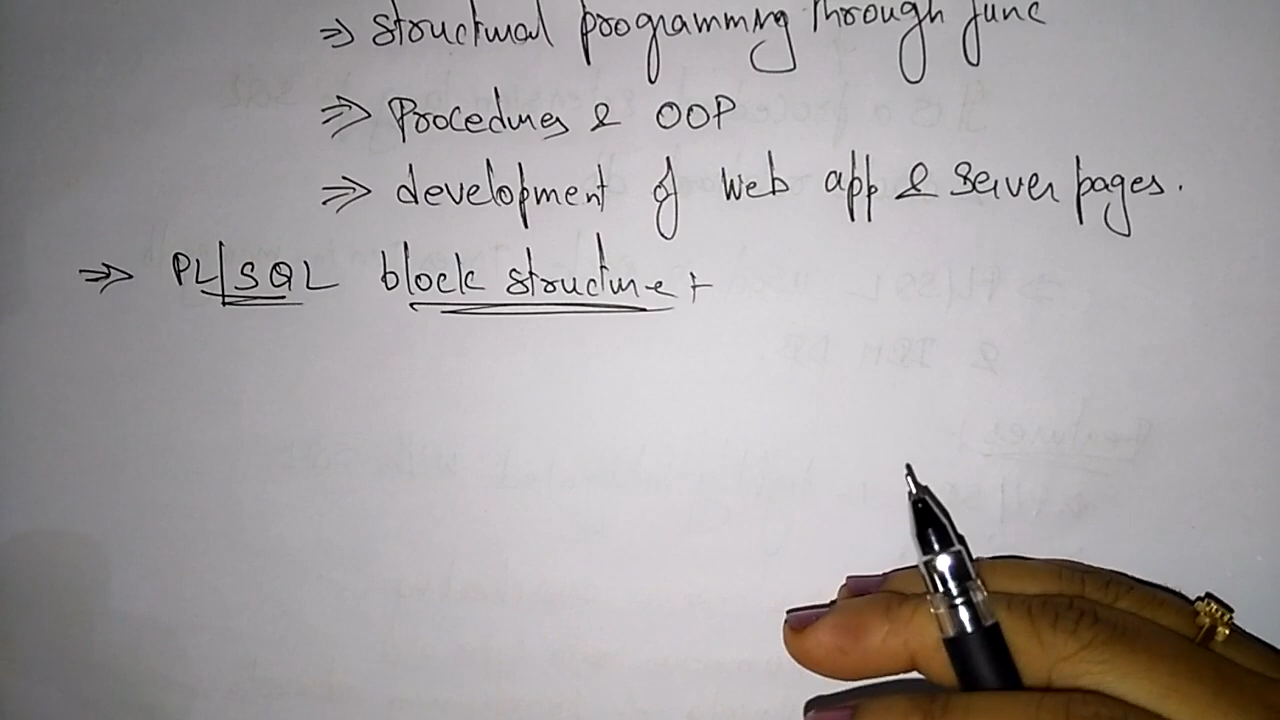 ⇒ structural programming through func
⇒ Procedures & OOP
⇒ development of web app & server pages.
⇒ PL/SQL block structure :-